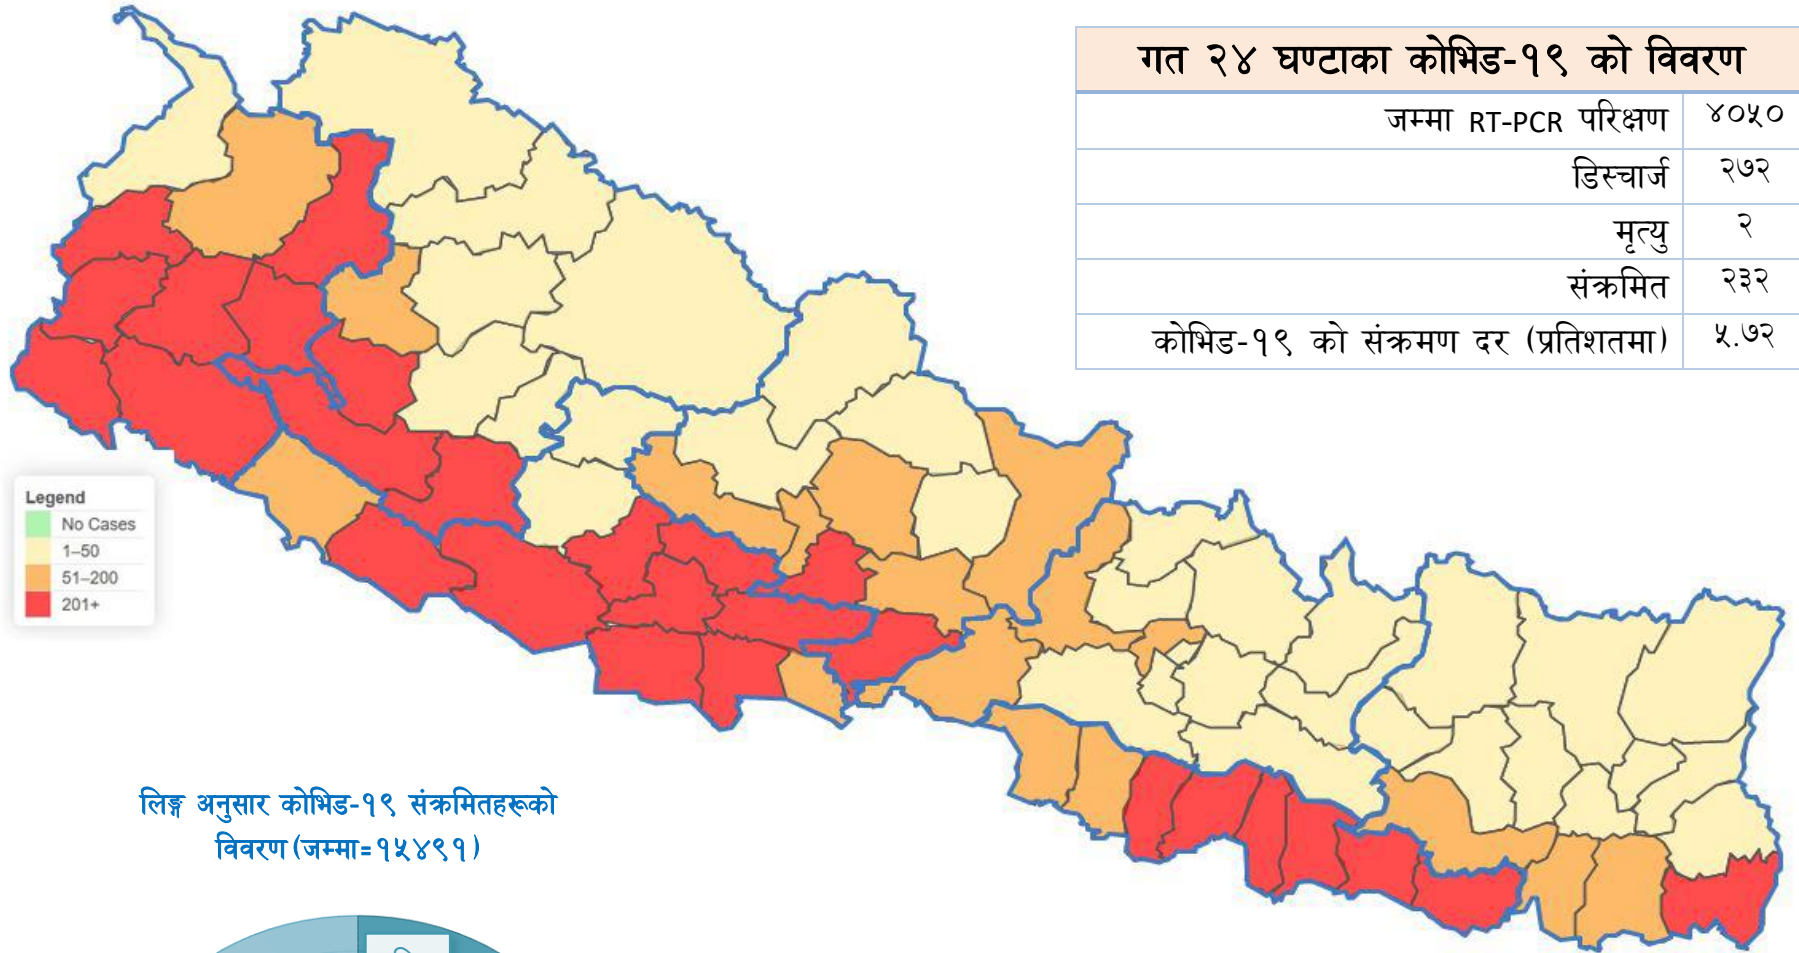 गत २४ घण्टाका कोभिड-१९ को विवरण
जम्मा RT-PCR परिक्षण ४०५०
डिस्चार्ज २७२
मृत्यु २
संक्रमित २३२
कोभिड-१९ को संक्रमण दर (प्रतिशतमा) ५.७२
Legend
No Cases
1–50
51–200
201+
लिङ्ग अनुसार कोभिड-१९ संक्रमितहरूको
विवरण (जम्मा=१५४९१)